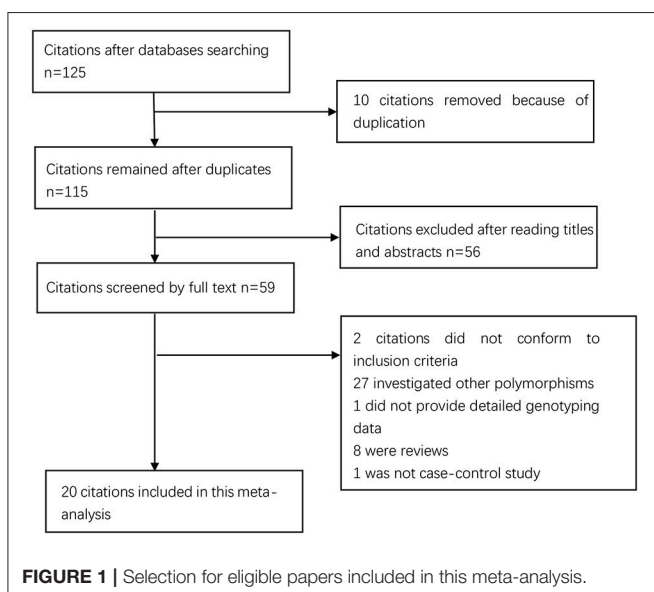 Citations after databases searching
n=125
10 citations removed because of
duplication
Citations remained after duplicates
n=115
Citations excluded after reading titles
and abstracts n=56
Citations screened by full text n=59
2 citations did not conform to
inclusion criteria
27 investigated other polymorphisms
1 did not provide detailed genotyping
data
8 were reviews
1 was not case-control study
20 citations included in this meta-
analysis
FIGURE 1 | Selection for eligible papers included in this meta-analysis.